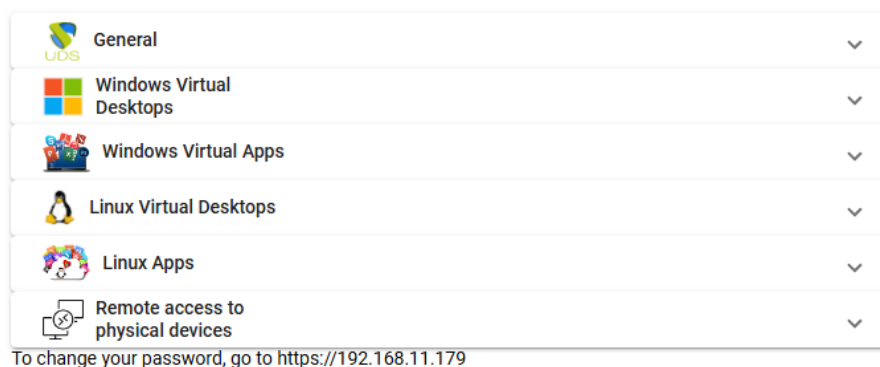 UDS
General
Windows Virtual
Desktops
Windows Virtual Apps
Linux Virtual Desktops
Linux Apps
Remote access to
physical devices
To change your password, go to https://192.168.11.179